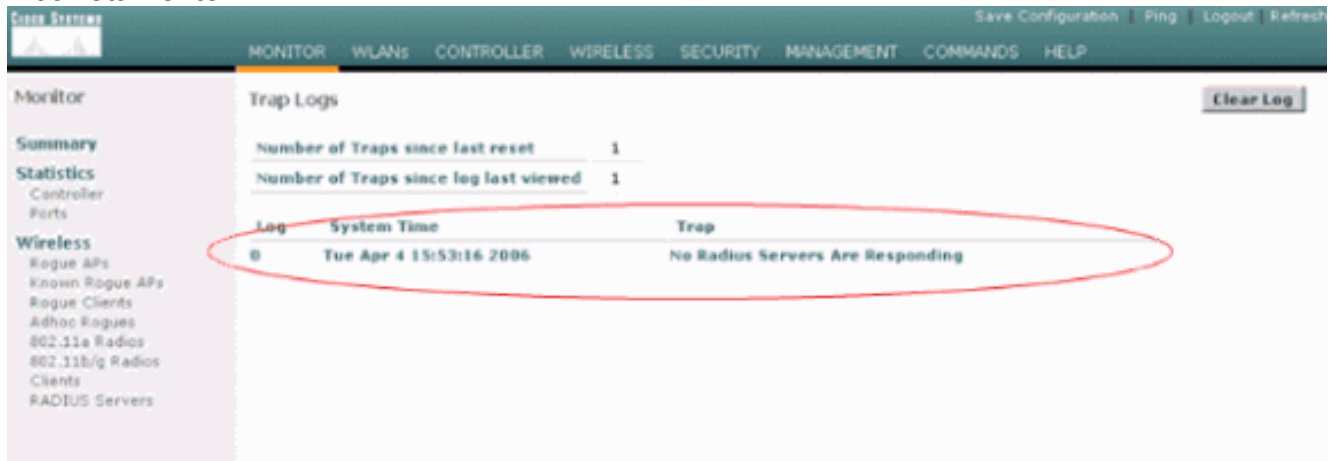 Cisco Systems
Save Configuration | Ping | Logout | Refresh
MONITOR WLANs CONTROLLER WIRELESS SECURITY MANAGEMENT COMMANDS HELP
Monitor
Summary
Statistics
Controller
Ports
Wireless
Rogue APs
Known Rogue APs
Rogue Clients
Adhoc Rogues
802.11a Radios
802.11b/g Radios
Clients
RADIUS Servers
Trap Logs
Clear Log
Number of Traps since last reset 1
Number of Traps since log last viewed 1
Log System Time Trap
0 Tue Apr 4 15:53:16 2006 No Radius Servers Are Responding